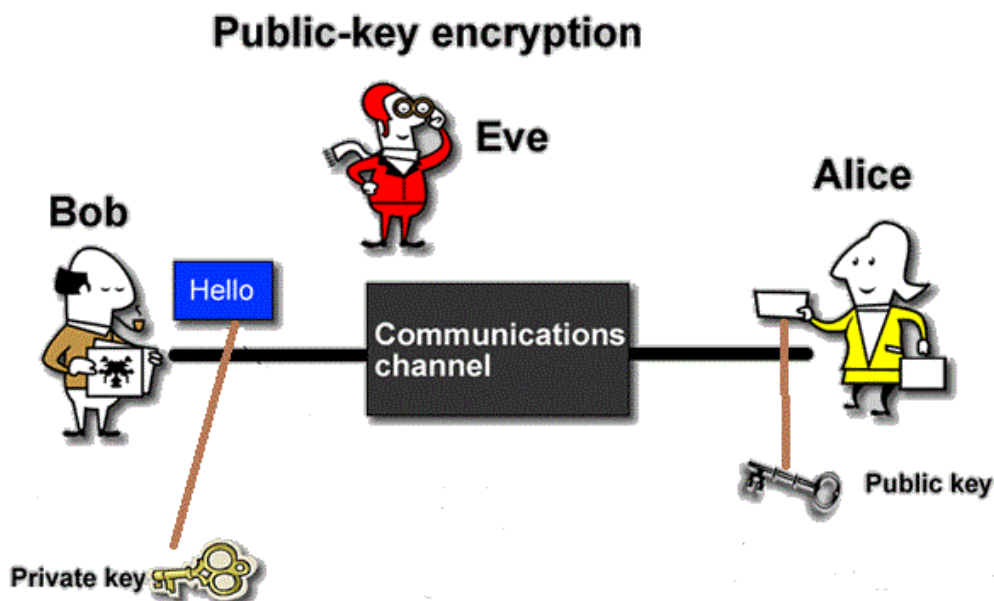 Public-key encryption
Eve
Alice
Bob
Hello
Communications
channel
Public key
Private key